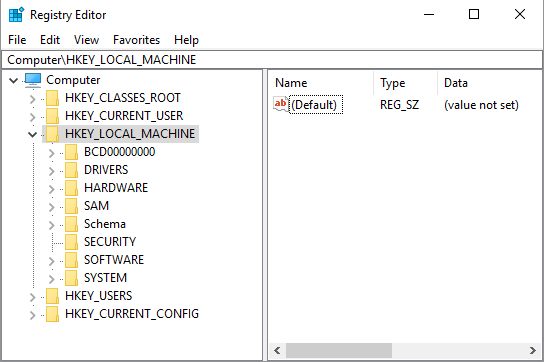 Registry Editor
File Edit View Favorites Help
Computer\HKEY_LOCAL_MACHINE
Computer
HKEY_CLASSES_ROOT
HKEY_CURRENT_USER
HKEY_LOCAL_MACHINE
BCD00000000
DRIVERS
HARDWARE
SAM
Schema
SECURITY
SOFTWARE
SYSTEM
HKEY_USERS
HKEY_CURRENT_CONFIG
Name Type Data
ab (Default) REG_SZ (value not set)